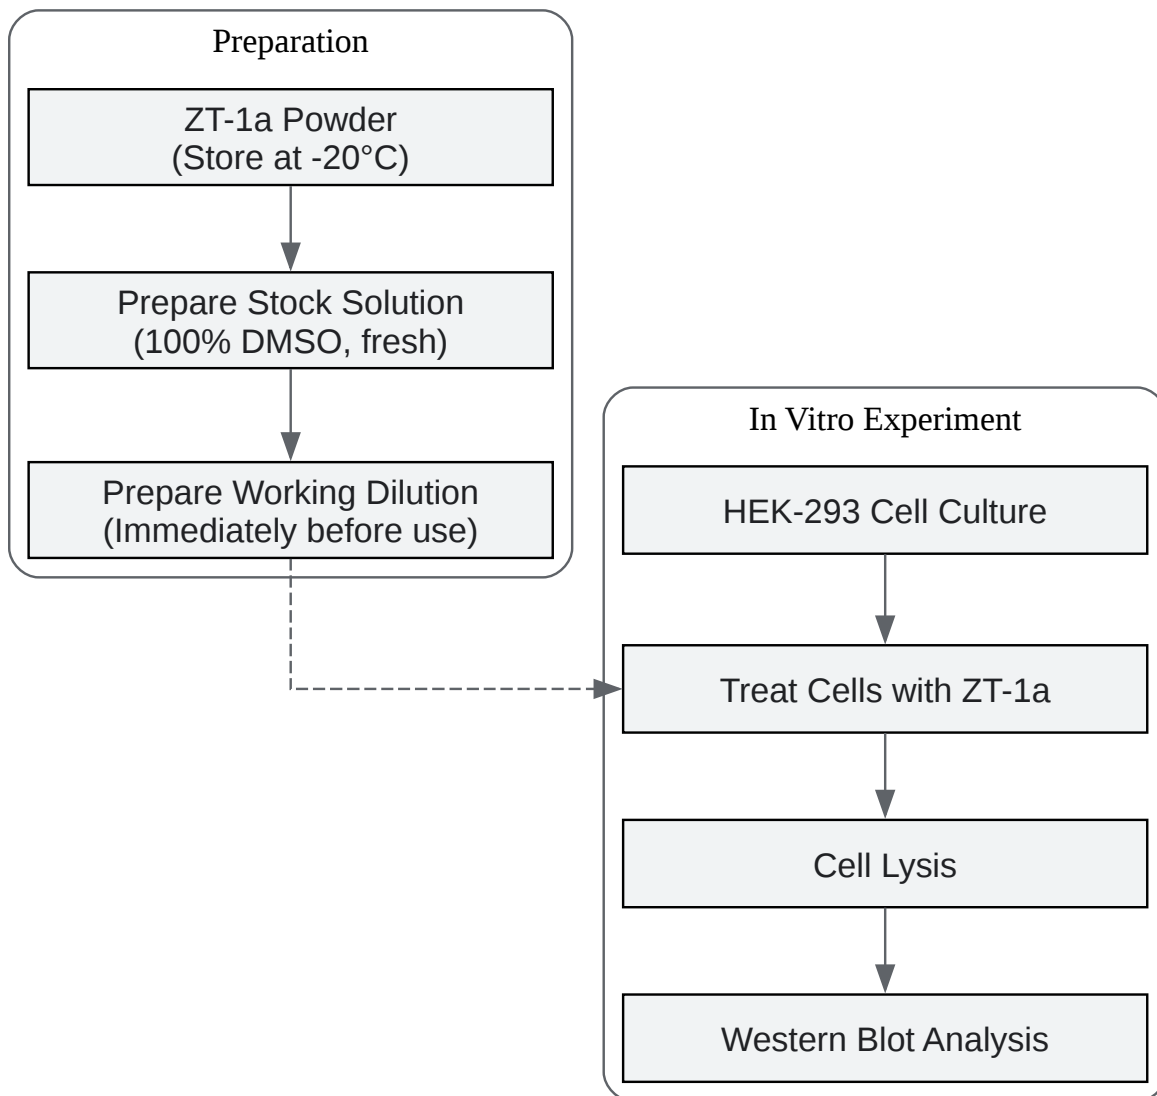 Preparation
ZT-1a Powder
(Store at -20°C)
Prepare Stock Solution
(100% DMSO, fresh)
Prepare Working Dilution
(Immediately before use)
In Vitro Experiment
HEK-293 Cell Culture
Treat Cells with ZT-1a
Cell Lysis
Western Blot Analysis